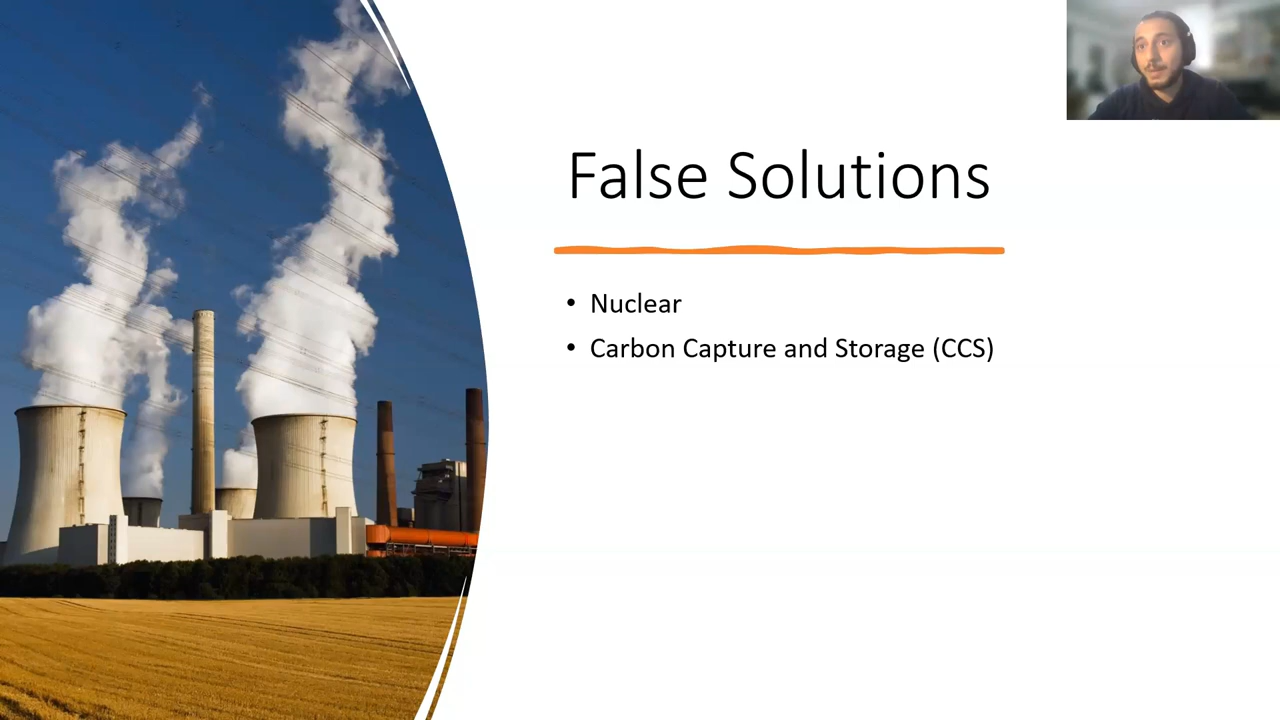 False Solutions
• Nuclear
• Carbon Capture and Storage (CCS)